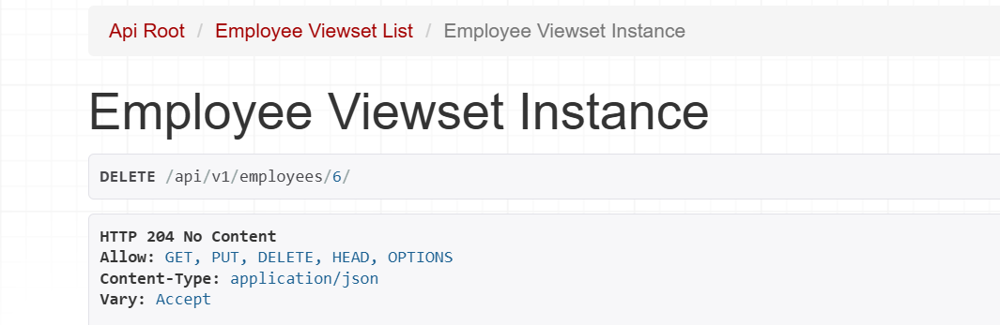 Api Root / Employee Viewset List / Employee Viewset Instance
Employee Viewset Instance
DELETE /api/v1/employees/6/
HTTP 204 No Content
Allow: GET, PUT, DELETE, HEAD, OPTIONS
Content-Type: application/json
Vary: Accept